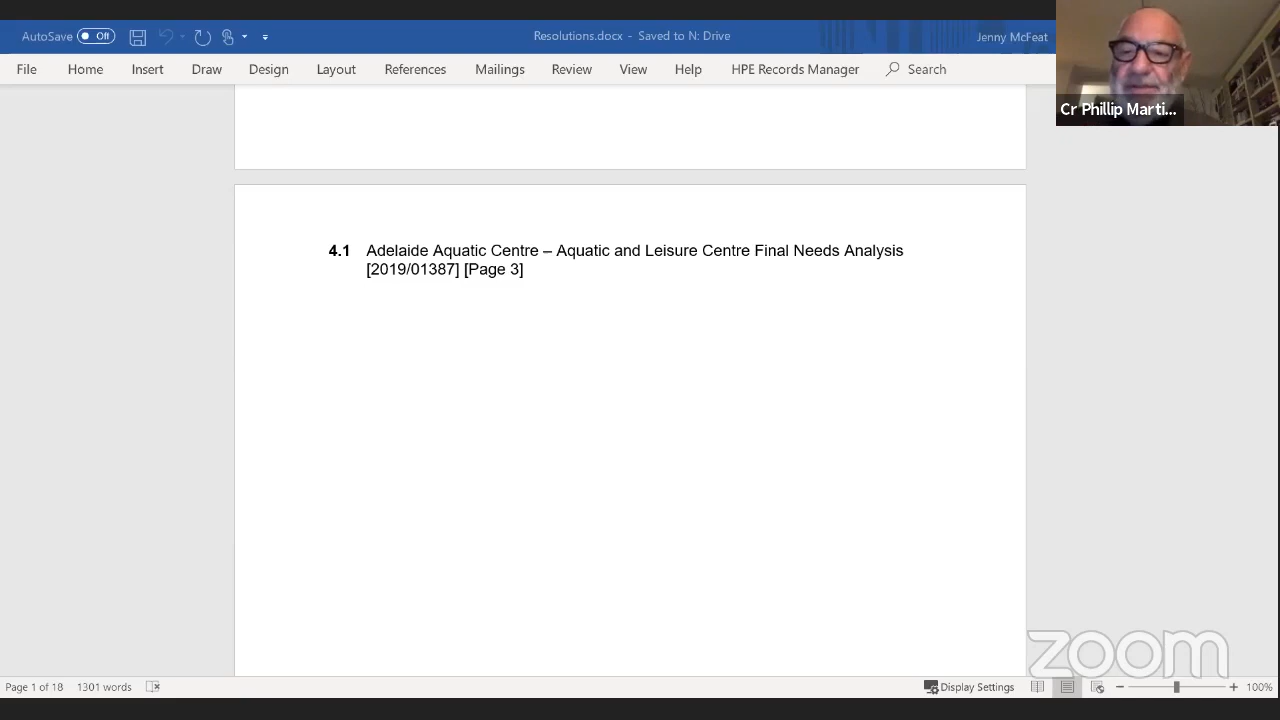 AutoSave Off Resolutions.docx - Saved to N: Drive Jenny McFeat
File Home Insert Draw Design Layout References Mailings Review View Help HPE Records Manager Search
Cr Phillip Marti...
4.1 Adelaide Aquatic Centre – Aquatic and Leisure Centre Final Needs Analysis
[2019/01387] [Page 3]
zoom
Page 1 of 18 1301 words Display Settings 100%